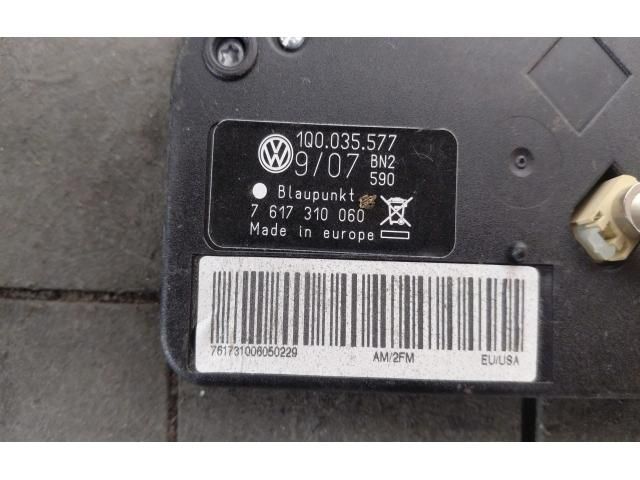 1Q0.035.577
9/07 BN2
590
Blaupunkt
7 617 310 060
Made in europe
761731006050229 AM/2FM EU/USA